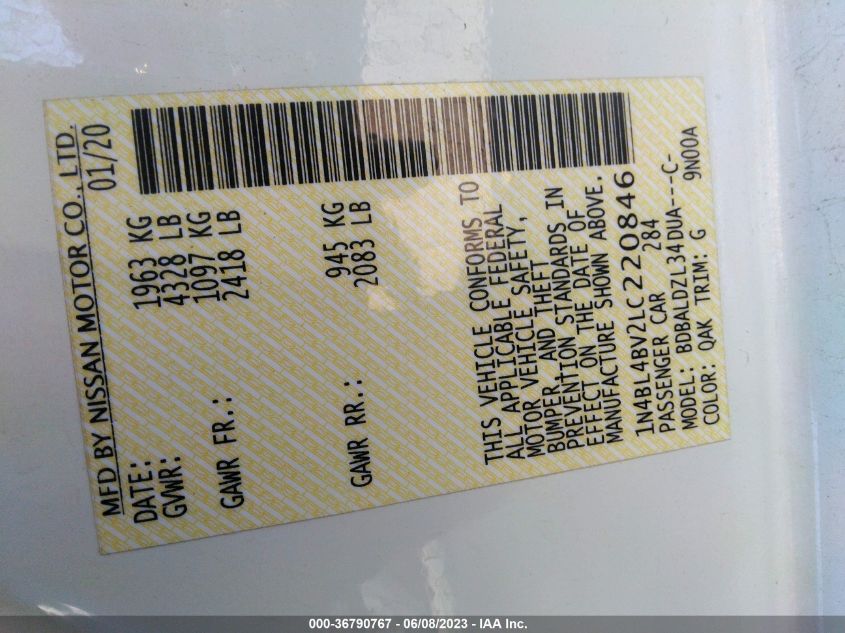 MFD BY NISSAN MOTOR CO., LTD.
DATE: 01/20
GVWR: 1963 KG
4328 LB
GAWR FR.: 1097 KG
2418 LB
GAWR RR.: 945 KG
2083 LB
THIS VEHICLE CONFORMS TO
ALL APPLICABLE FEDERAL
MOTOR VEHICLE SAFETY,
BUMPER, AND THEFT
PREVENTION STANDARDS IN
EFFECT ON THE DATE OF
MANUFACTURE SHOWN ABOVE.
1N4BL4BV2LC220846
PASSENGER CAR 284
MODEL: BDBALDZL34DUA---C-
COLOR: QAK TRIM: G 9N00A
000-36790767 - 06/08/2023 - IAA Inc.